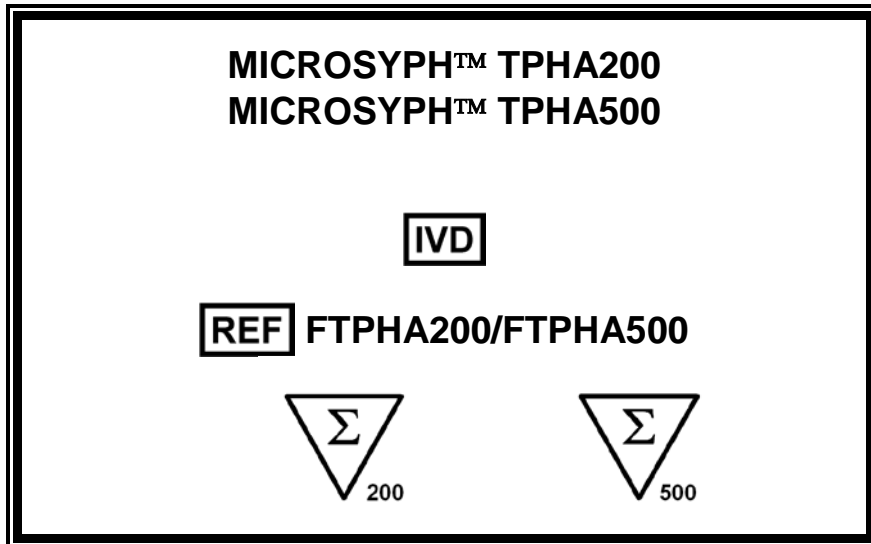 MICROSYPH™ TPHA200
MICROSYPH™ TPHA500
IVD
REF FTPHA200/FTPHA500
Σ Σ
200 500